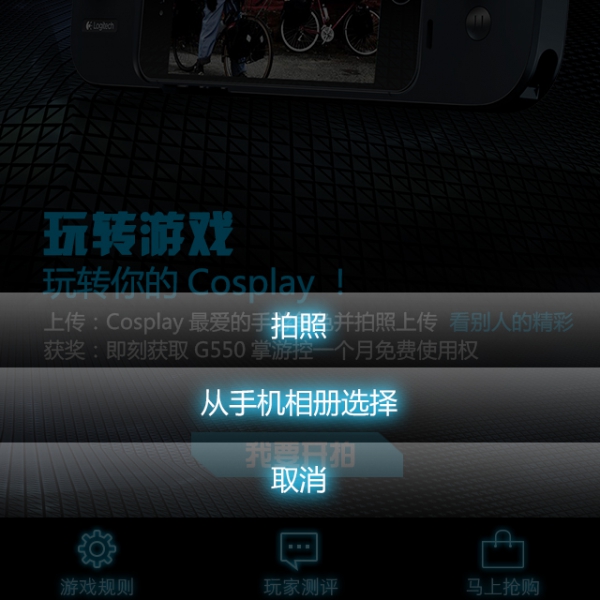 Logitech
玩转游戏
玩转你的 Cosplay ！
上传：Cosplay 最爱的手 并拍照上传 看别人的精彩
拍照
获奖：即刻获取 G550 掌游控一个月免费使用权
从手机相册选择
我要开拍
取消
游戏规则 玩家测评 马上抢购